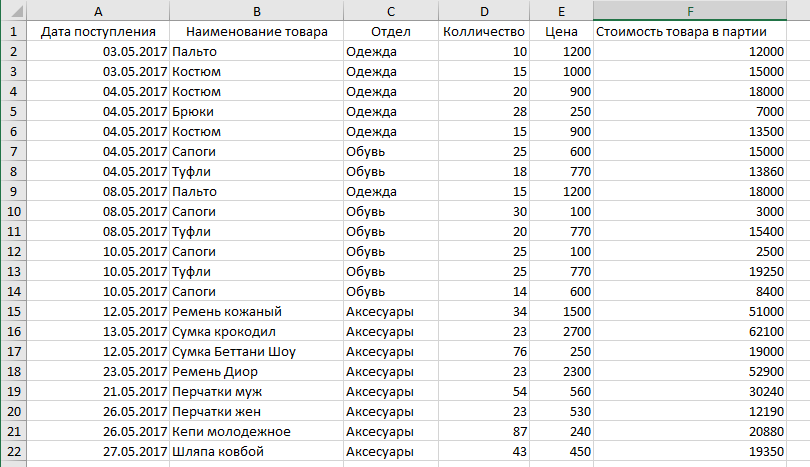 A B C D E F
1 Дата поступления Наименование товара Отдел Колличество Цена Стоимость товара в партии
2 03.05.2017 Пальто Одежда 10 1200 12000
3 03.05.2017 Костюм Одежда 15 1000 15000
4 04.05.2017 Костюм Одежда 20 900 18000
5 04.05.2017 Брюки Одежда 28 250 7000
6 04.05.2017 Костюм Одежда 15 900 13500
7 04.05.2017 Сапоги Обувь 25 600 15000
8 04.05.2017 Туфли Обувь 18 770 13860
9 08.05.2017 Пальто Одежда 15 1200 18000
10 08.05.2017 Сапоги Обувь 30 100 3000
11 08.05.2017 Туфли Обувь 20 770 15400
12 10.05.2017 Сапоги Обувь 25 100 2500
13 10.05.2017 Туфли Обувь 25 770 19250
14 10.05.2017 Сапоги Обувь 14 600 8400
15 12.05.2017 Ремень кожаный Аксесуары 34 1500 51000
16 13.05.2017 Сумка крокодил Аксесуары 23 2700 62100
17 12.05.2017 Сумка Беттани Шоу Аксесуары 76 250 19000
18 23.05.2017 Ремень Диор Аксесуары 23 2300 52900
19 21.05.2017 Перчатки муж Аксесуары 54 560 30240
20 26.05.2017 Перчатки жен Аксесуары 23 530 12190
21 26.05.2017 Кепи молодежное Аксесуары 87 240 20880
22 27.05.2017 Шляпа ковбой Аксесуары 43 450 19350